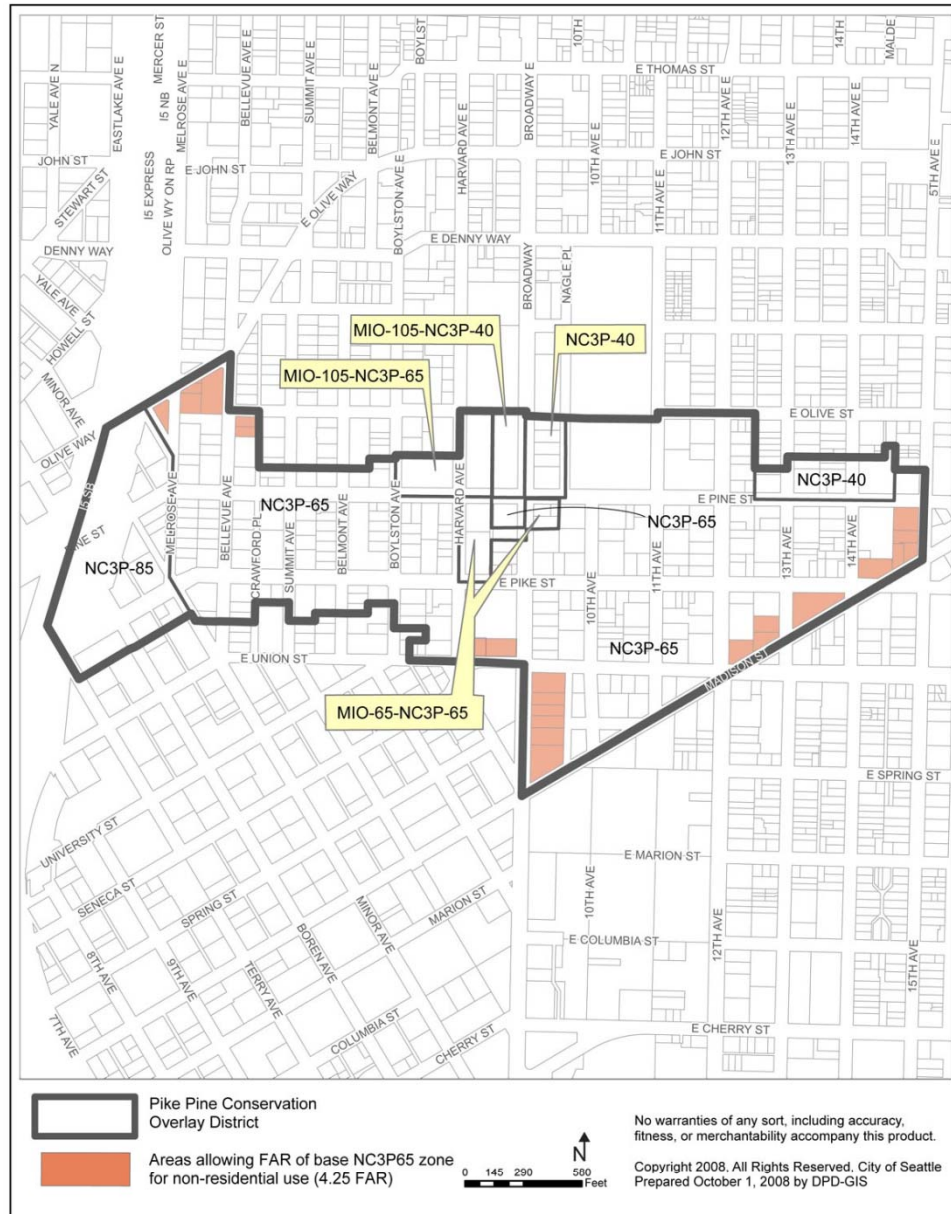 YALE AVE N
EASTLAKE AVE E
I5 NB
MERCER ST
MELROSE AVE E
BELLEVUE AVE E
SUMMIT AVE E
BELMONT AVE E
BOYLST
HARVARD AVE E
BROADWAY E
10TH
10TH AVE E
E THOMAS ST
11TH AVE E
12TH AVE E
13TH AVE E
14TH
14TH AVE E
MALDE
5TH AVE E
JOHN ST
STEWART ST
I5 EXPRESS
OLIVE WY ON RP
E JOHN ST
E OLIVE WAY
BOYLSTON AVE E
E JOHN ST
DENNY WAY
E DENNY WAY
YALE AVE
HOWELL ST
MINOR AVE
OLIVE WAY
BROADWAY
NAGLE PL
MIO-105-NC3P-40
NC3P-40
MIO-105-NC3P-65
E OLIVE ST
I5 SB
MELROSE AVE
NC3P-65
BELLEVUE AVE
CRAWFORD PL
SUMMIT AVE
BELMONT AVE
BOYLSTON AVE
HARVARD AVE
E PINE ST
NC3P-40
NC3P-65
INE ST
NC3P-85
E PIKE ST
10TH AVE
11TH AVE
13TH AVE
14TH AVE
NC3P-65
E UNION ST
MADISON ST
MIO-65-NC3P-65
E SPRING ST
UNIVERSITY ST
SENECA ST
SPRING ST
MARION ST
E MARION ST
10TH AVE
12TH AVE
15TH AVE
8TH AVE
9TH AVE
7TH AVE
TERRY AVE
BOREN AVE
MINOR AVE
COLUMBIA ST
CHERRY ST
E COLUMBIA ST
E CHERRY ST
Pike Pine Conservation
Overlay District
Areas allowing FAR of base NC3P65 zone
for non-residential use (4.25 FAR)
N
0 145 290 580
Feet
No warranties of any sort, including accuracy,
fitness, or merchantability accompany this product.
Copyright 2008, All Rights Reserved, City of Seattle
Prepared October 1, 2008 by DPD-GIS